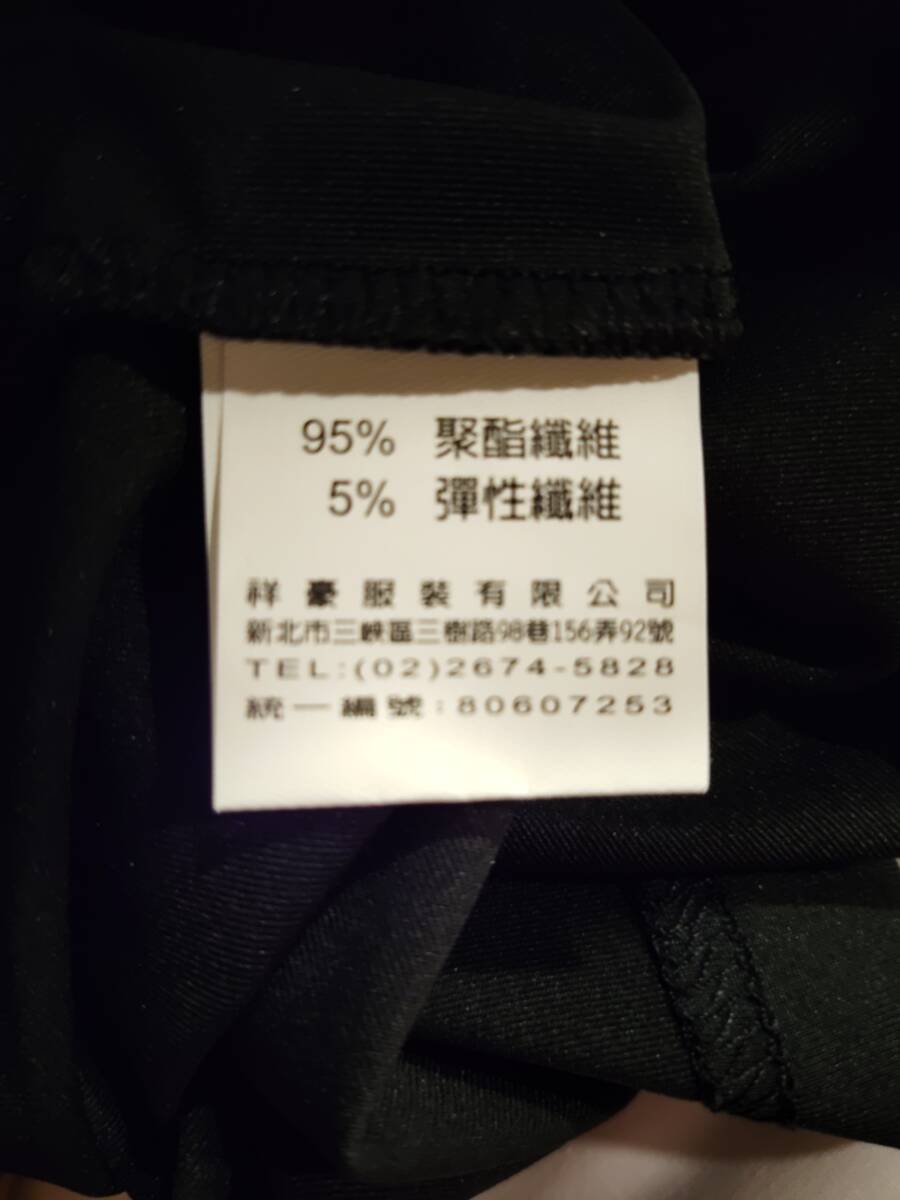 95% 聚酯纖維
5% 彈性纖維
祥豪服裝有限公司
新北市三峽區三樹路98巷156弄92號
TEL:(02)2674-5828
統一編號:80607253